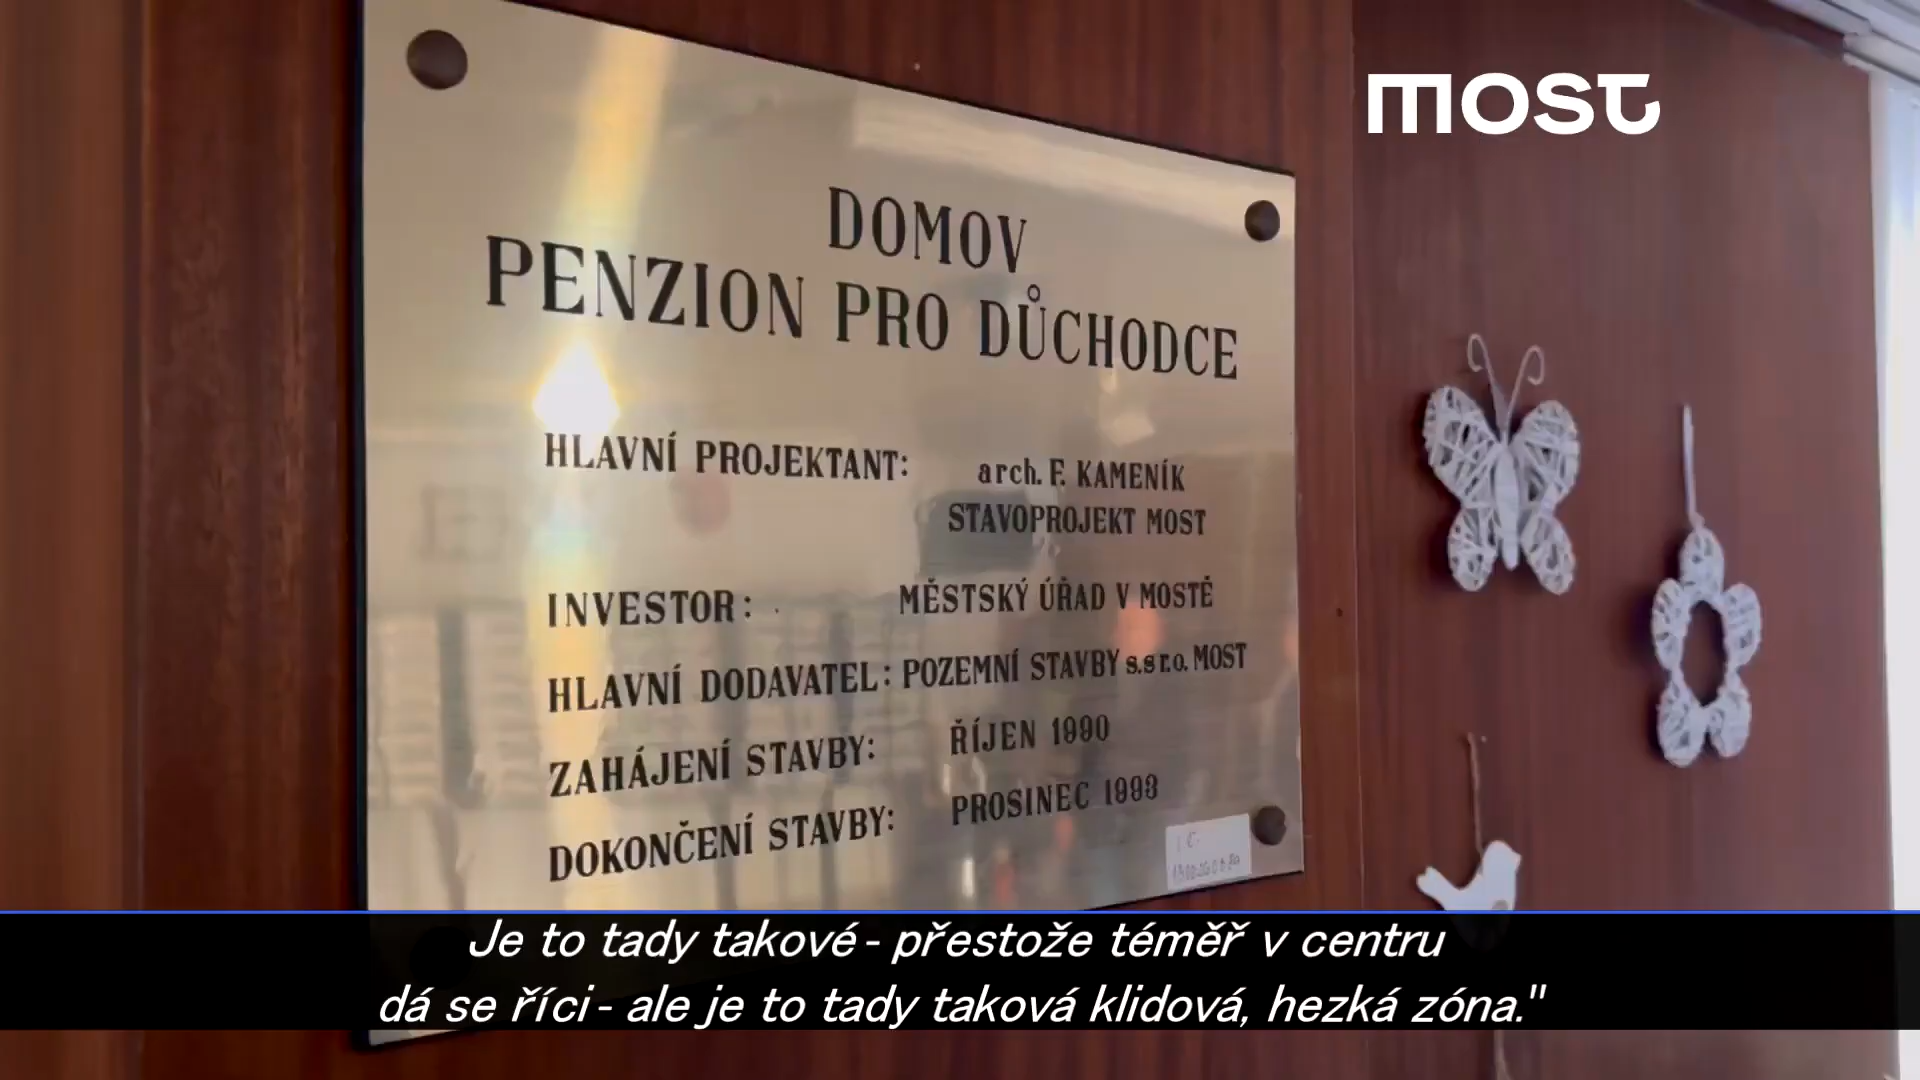 most
DOMOV
PENZION PRO DŮCHODCE
HLAVNÍ PROJEKTANT: arch. F. KAMENÍK
STAVOPROJEKT MOST
INVESTOR: MĚSTSKÝ ÚŘAD V MOSTĚ
HLAVNÍ DODAVATEL: POZEMNÍ STAVBY s.s r.o. MOST
ZAHÁJENÍ STAVBY: ŘÍJEN 1990
DOKONČENÍ STAVBY: PROSINEC 1993
Je to tady takové - přestože téměř v centru
dá se říci - ale je to tady taková klidová, hezká zóna."